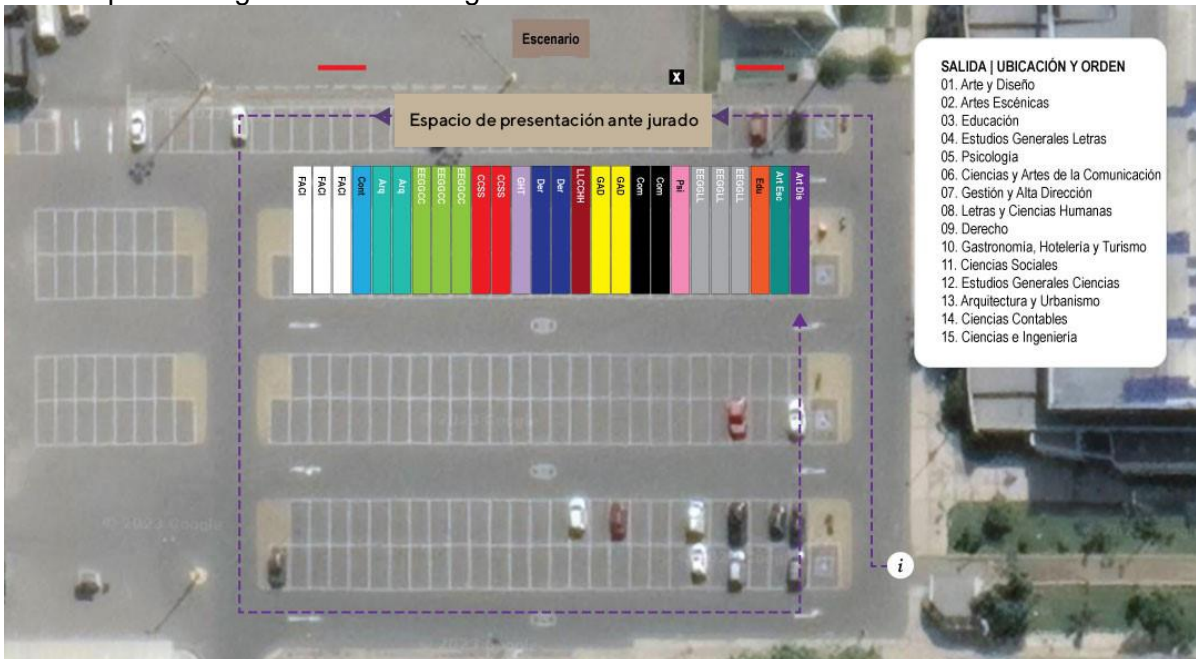 Escenario
X
Espacio de presentación ante jurado
SALIDA | UBICACIÓN Y ORDEN
01. Arte y Diseño
02. Artes Escénicas
03. Educación
04. Estudios Generales Letras
05. Psicología
06. Ciencias y Artes de la Comunicación
07. Gestión y Alta Dirección
08. Letras y Ciencias Humanas
09. Derecho
10. Gastronomía, Hotelería y Turismo
11. Ciencias Sociales
12. Estudios Generales Ciencias
13. Arquitectura y Urbanismo
14. Ciencias Contables
15. Ciencias e Ingeniería
FACI
FACI
FACI
Cont
Arq
Arq
EEGGCC
EEGGCC
EEGGCC
CCSS
CCSS
GHT
Der
Der
LLCCHH
GAD
GAD
Com
Com
Psi
EEGGLL
EEGGLL
EEGGLL
Edu
Art Esc
Art Dis
© 2023 Google
i